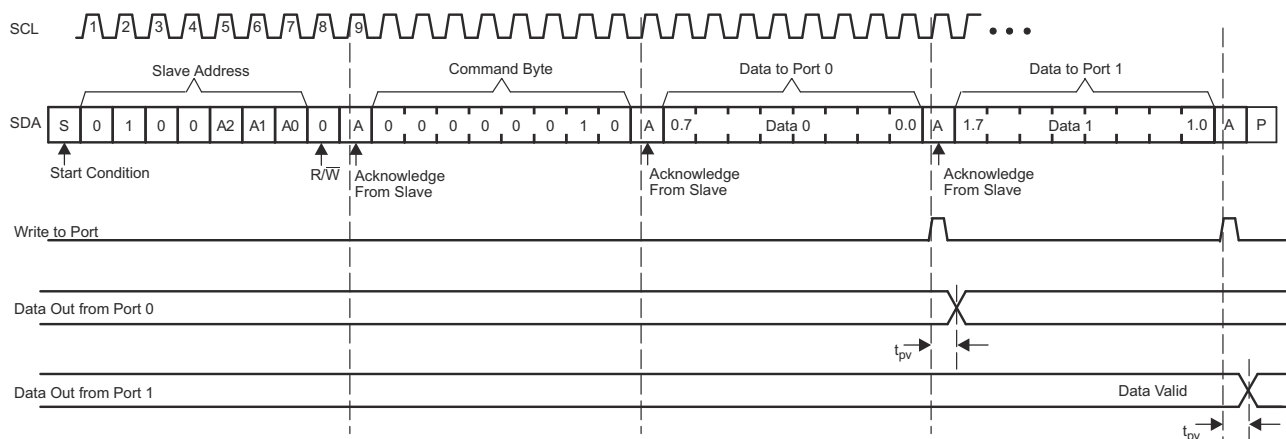 SCL 1 2 3 4 5 6 7 8 9 • • •
Slave Address Command Byte Data to Port 0 Data to Port 1
SDA S 0 1 0 0 A2 A1 A0 0 A 0 0 0 0 0 0 1 0 A 0.7 Data 0 0.0 A 1.7 Data 1 1.0 A P
Start Condition R/W̅ Acknowledge From Slave Acknowledge From Slave Acknowledge From Slave
Write to Port
Data Out from Port 0
tpv
Data Out from Port 1 Data Valid
tpv